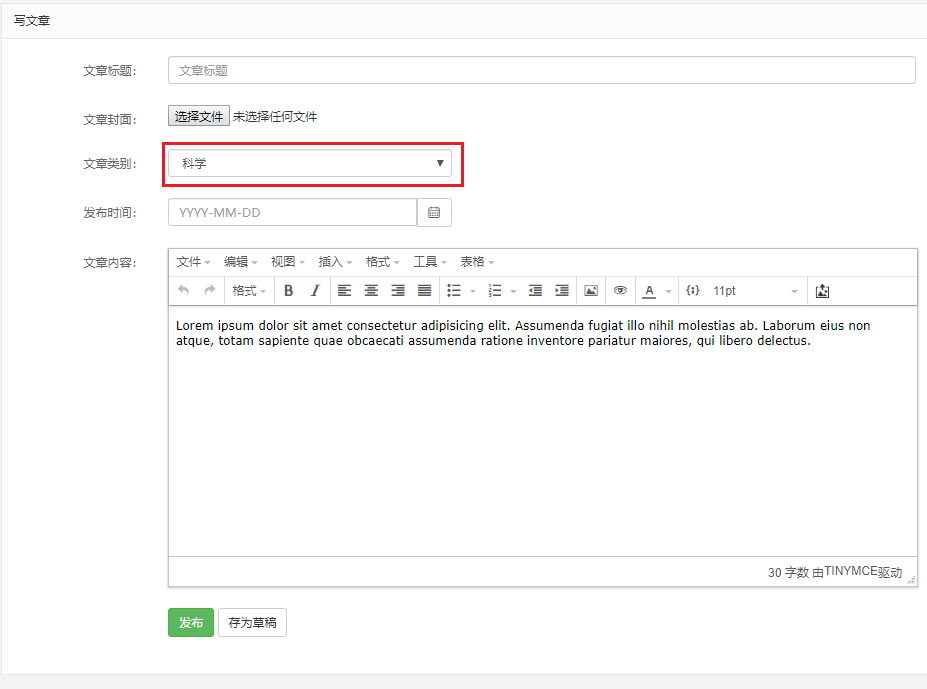 写文章
文章标题: 文章标题
文章封面: 选择文件 未选择任何文件
文章类别: 科学
发布时间: YYYY-MM-DD
文章内容: 文件 编辑 视图 插入 格式 工具 表格
格式 B I A 11pt
Lorem ipsum dolor sit amet consectetur adipisicing elit. Assumenda fugiat illo nihil molestias ab. Laborum eius non
atque, totam sapiente quae obcaecati assumenda ratione inventore pariatur maiores, qui libero delectus.
30 字数 由TINYMCE驱动
发布 存为草稿